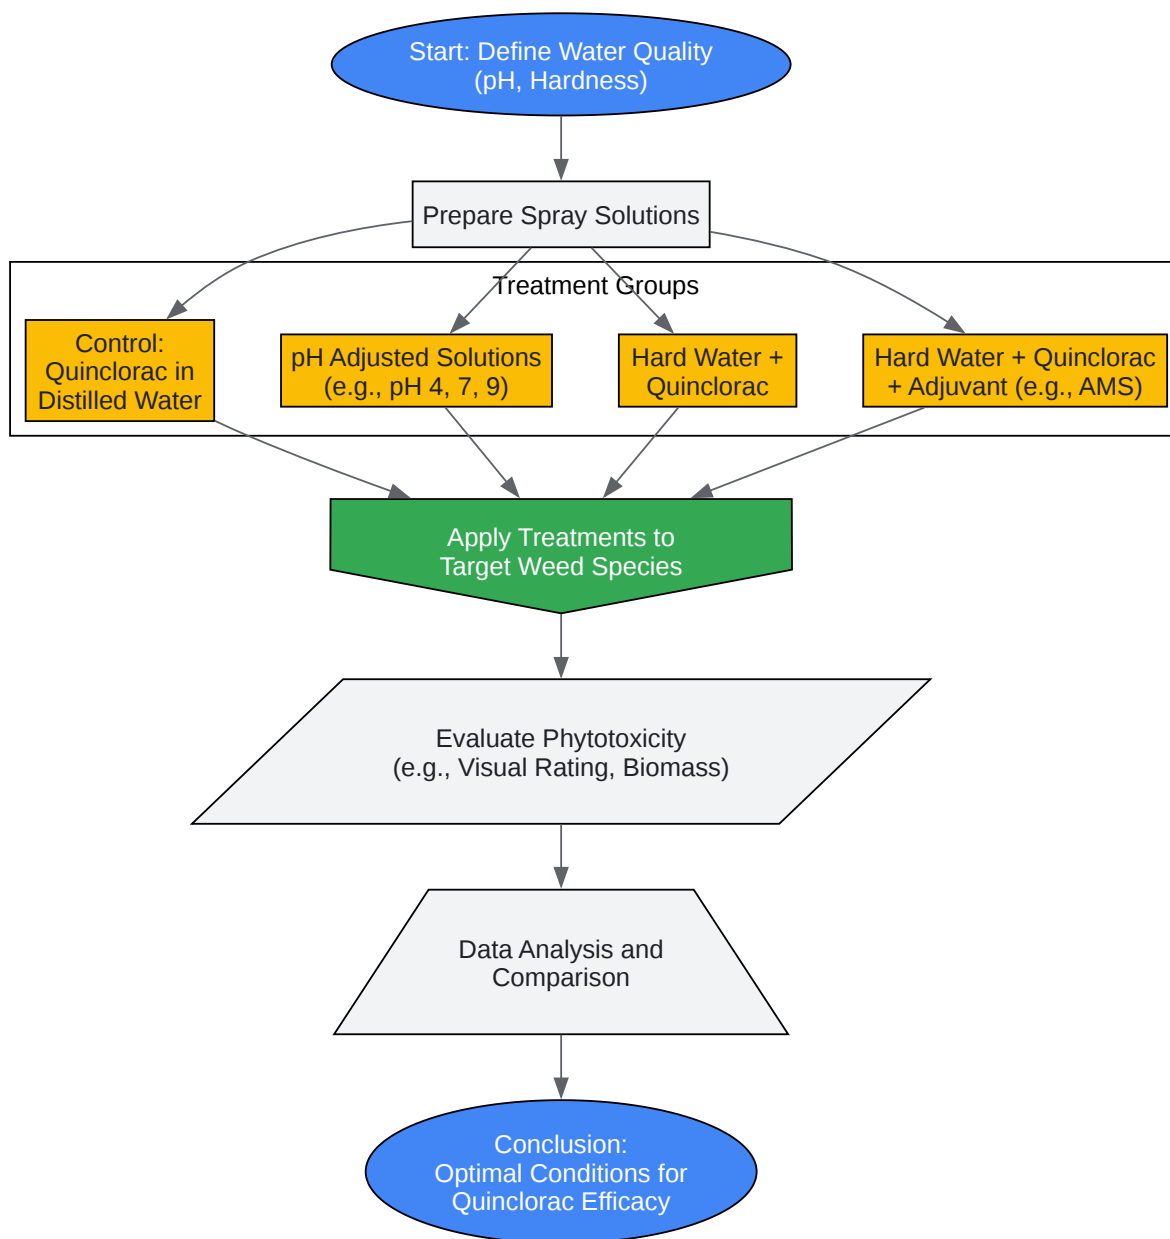 Start: Define Water Quality
(pH, Hardness)
Prepare Spray Solutions
Treatment Groups
Control:
Quinclorac in
Distilled Water
pH Adjusted Solutions
(e.g., pH 4, 7, 9)
Hard Water +
Quinclorac
Hard Water + Quinclorac
+ Adjuvant (e.g., AMS)
Apply Treatments to
Target Weed Species
Evaluate Phytotoxicity
(e.g., Visual Rating, Biomass)
Data Analysis and
Comparison
Conclusion:
Optimal Conditions for
Quinclorac Efficacy